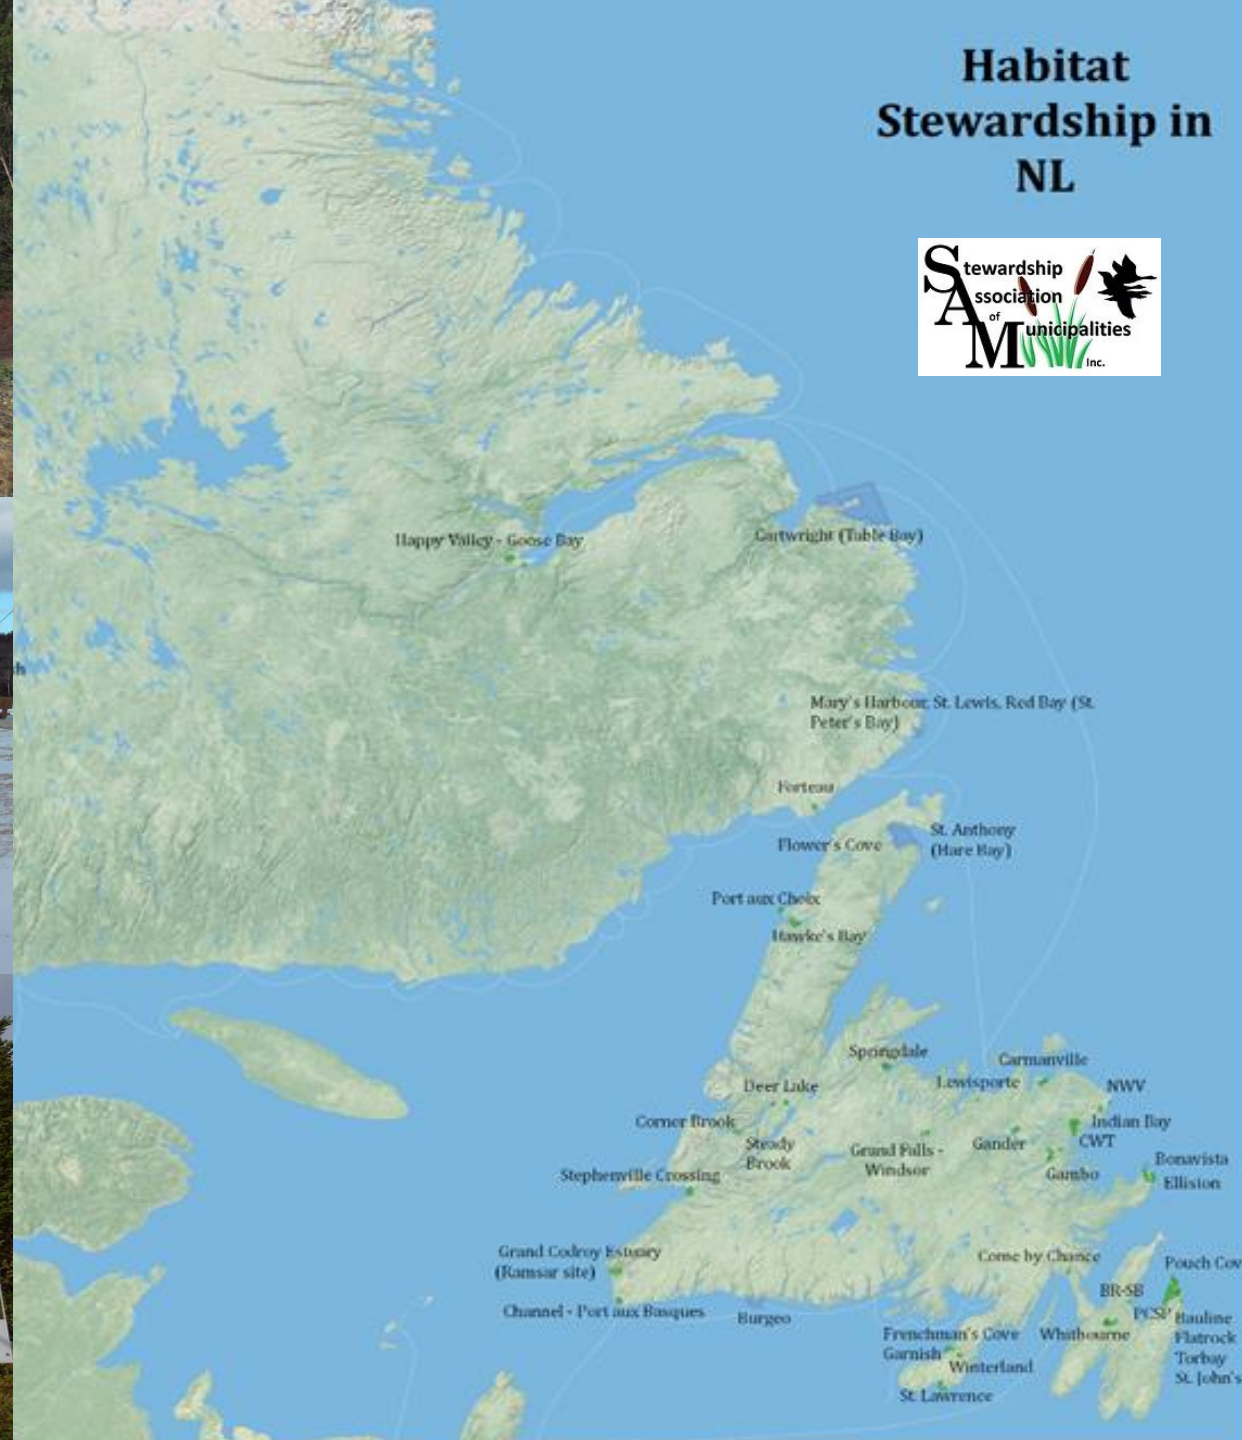 Habitat
Stewardship in
NL
Stewardship
Association
of
Municipalities
Inc.
Happy Valley - Goose Bay
Cartwright (Table Bay)
h
Mary's Harbour, St. Lewis, Red Bay (St.
Peter's Bay)
Forteau
Flower's Cove
St. Anthony
(Hare Bay)
Port aux Choix
Hawke's Bay
Springdale
Carmanville
Deer Lake
Lewisporte
NWV
Corner Brook
Indian Bay
Steady
Brook
Grand Falls -
Windsor
Gander
CWT
Stephenville Crossing
Gambo
Bonavista
Elliston
Grand Codroy Estuary
(Ramsar site)
Come by Chance
Pouch Cov
BR-SB
Channel - Port aux Basques
Burgeo
PCSP
Bauline
Flatrock
Torbay
St. John's
Frenchman's Cove
Whitbourne
Garnish
Winterland
St. Lawrence